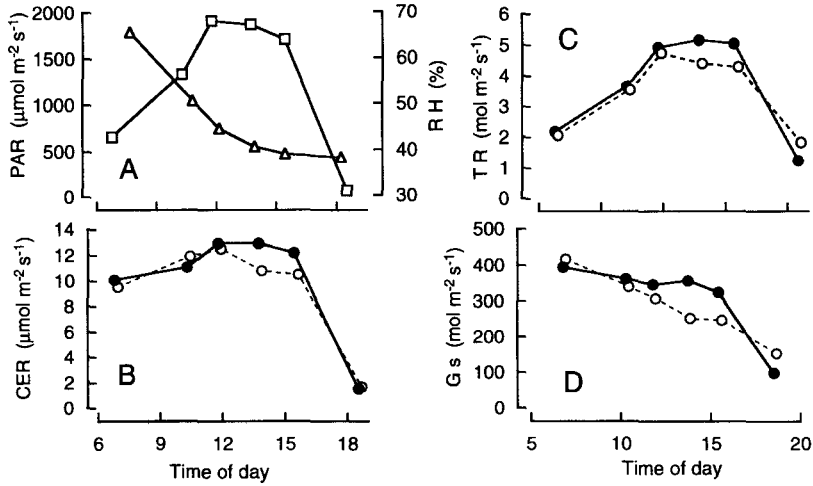 2000
1500
1000
500
0
PAR (μmol m-2 s-1)
A
70
60
50
40
30
RH (%)
14
12
10
8
6
4
2
0
CER (μmol m-2 s-1)
B
6 9 12 15 18
Time of day
6
5
4
3
2
1
0
TR (mol m-2 s-1)
C
500
400
300
200
100
0
Gs (mol m-2 s-1)
D
5 10 15 20
Time of day